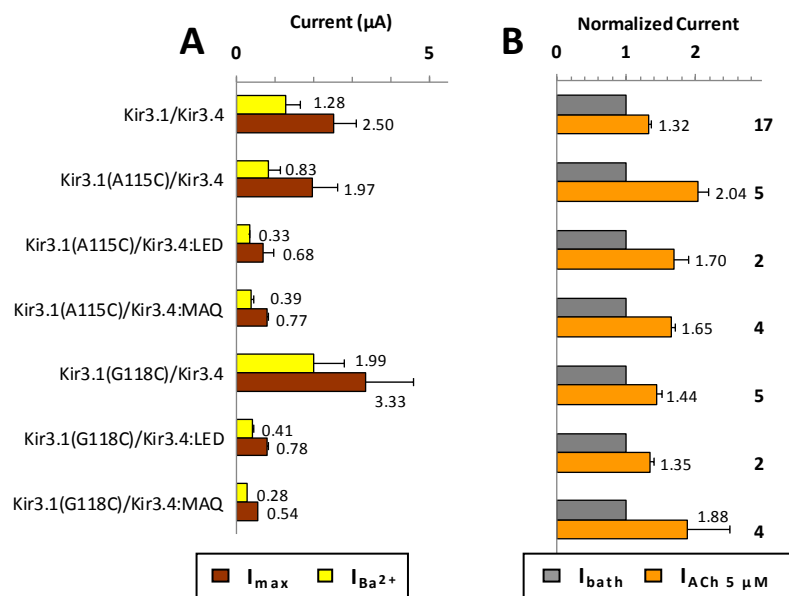 A
Current (µA)
0 5
Kir3.1/Kir3.4
1.28
2.50
Kir3.1(A115C)/Kir3.4
0.83
1.97
Kir3.1(A115C)/Kir3.4:LED
0.33
0.68
Kir3.1(A115C)/Kir3.4:MAQ
0.39
0.77
Kir3.1(G118C)/Kir3.4
1.99
3.33
Kir3.1(G118C)/Kir3.4:LED
0.41
0.78
Kir3.1(G118C)/Kir3.4:MAQ
0.28
0.54
Imax IBa2+
B
Normalized Current
0 1 2
1.32 17
2.04 5
1.70 2
1.65 4
1.44 5
1.35 2
1.88 4
Ibath IACh 5 µM